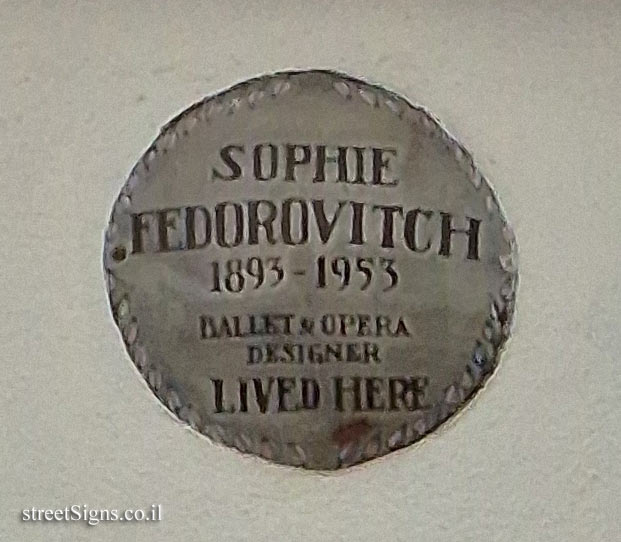 SOPHIE
FEDOROVITCH
1893-1953
BALLET & OPERA
DESIGNER
LIVED HERE
streetSigns.co.il